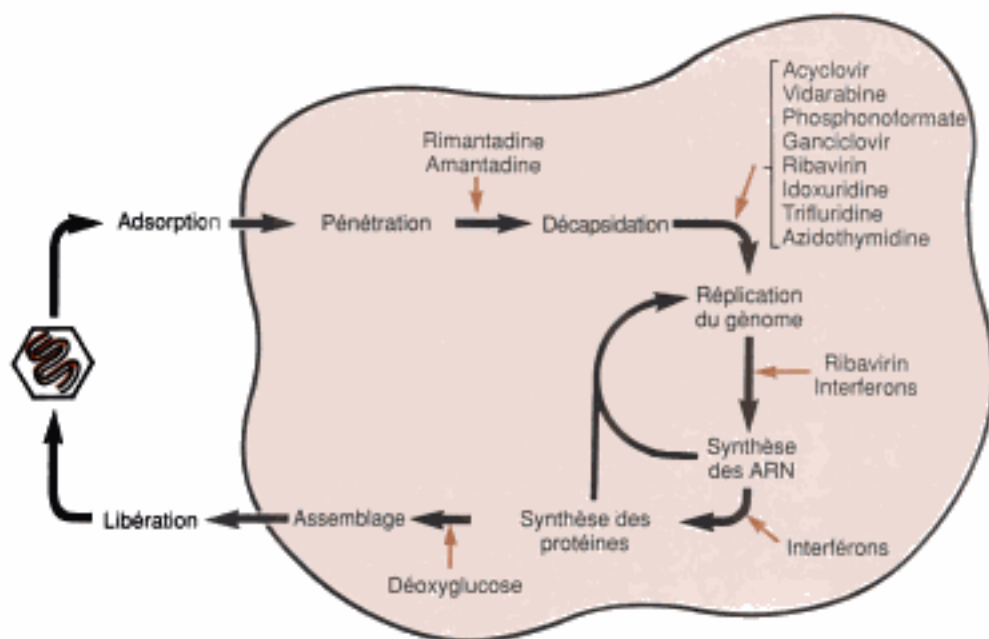 Acyclovir
Vidarabine
Phosphonoformate
Ganciclovir
Ribavirin
Idoxuridine
Trifluridine
Azidothymidine
Rimantadine
Amantadine
Adsorption
Pénétration
Décapsidation
Réplication
du gènome
Ribavirin
Interferons
Synthèse
des ARN
Interférons
Synthèse des
protéines
Assemblage
Libération
Déoxyglucose